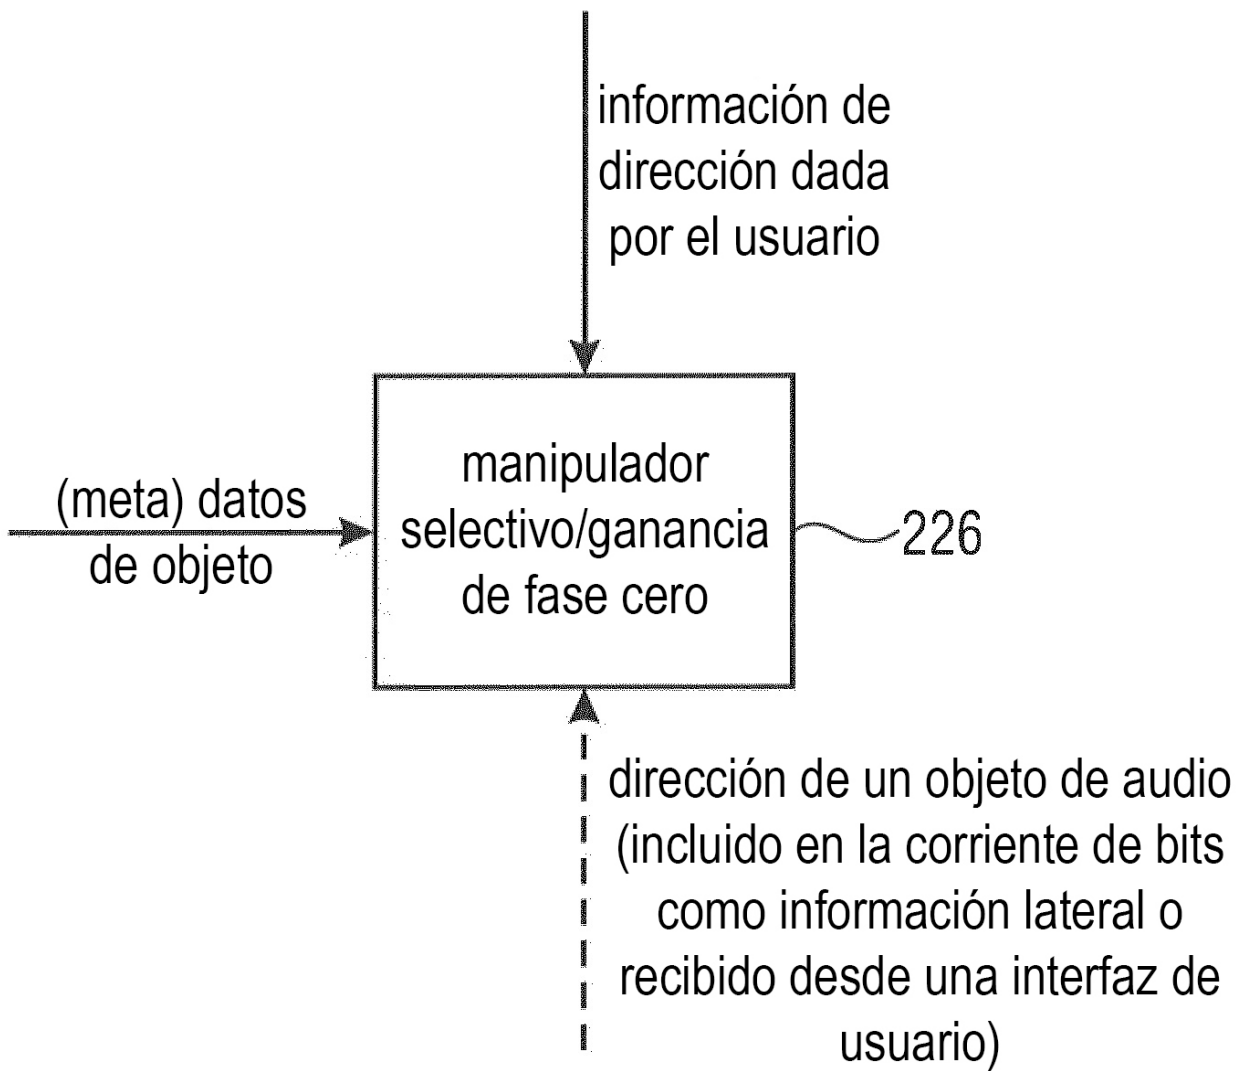 información de
dirección dada
por el usuario
(meta) datos
de objeto
manipulador
selectivo/ganancia
de fase cero
226
dirección de un objeto de audio
(incluido en la corriente de bits
como información lateral o
recibido desde una interfaz de
usuario)